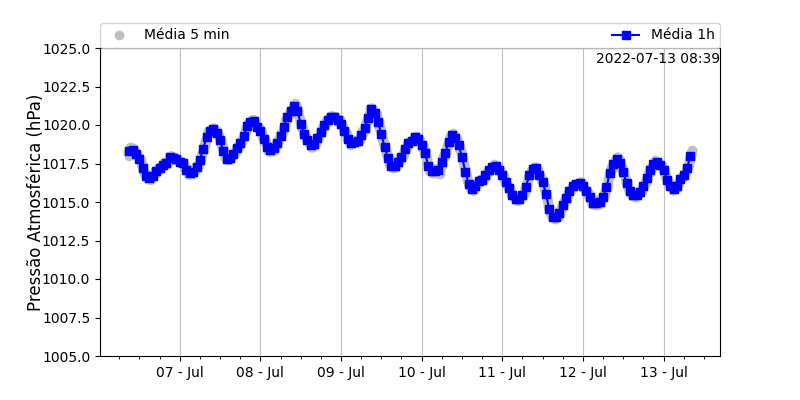 Média 5 min
Média 1h
2022-07-13 08:39
Pressão Atmosférica (hPa)
1025.0
1022.5
1020.0
1017.5
1015.0
1012.5
1010.0
1007.5
1005.0
07 - Jul
08 - Jul
09 - Jul
10 - Jul
11 - Jul
12 - Jul
13 - Jul